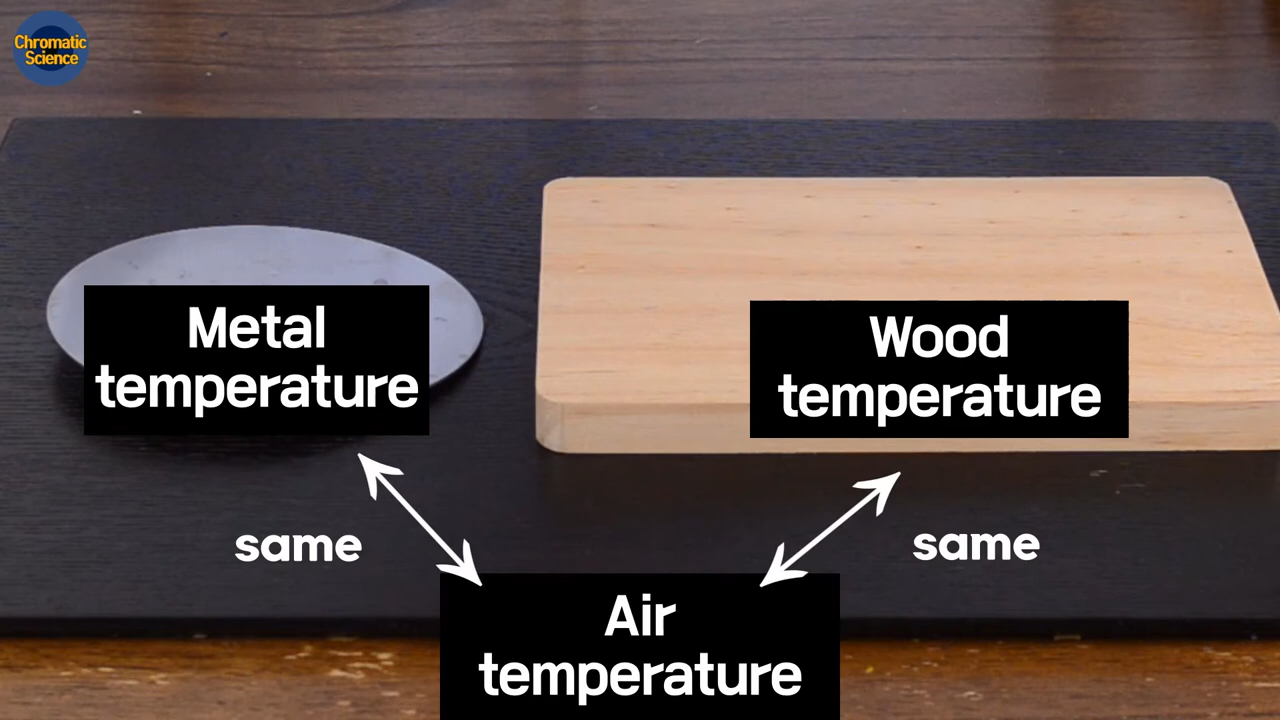 Chromatic
Science
Metal
temperature
Wood
temperature
same
same
Air
temperature